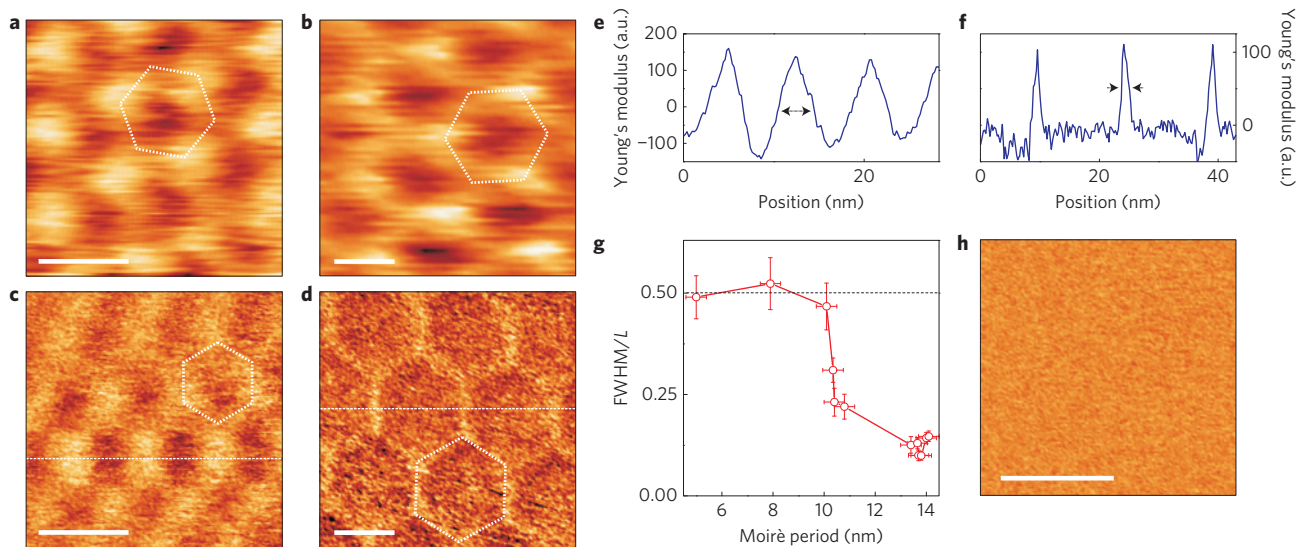 a
b
c
d
e
Young's modulus (a.u.)
200
100
0
−100
0
20
Position (nm)
f
100
0
Young's modulus (a.u.)
0
20
40
Position (nm)
g
FWHM/L
0.50
0.25
0.00
6
8
10
12
14
Moirè period (nm)
h